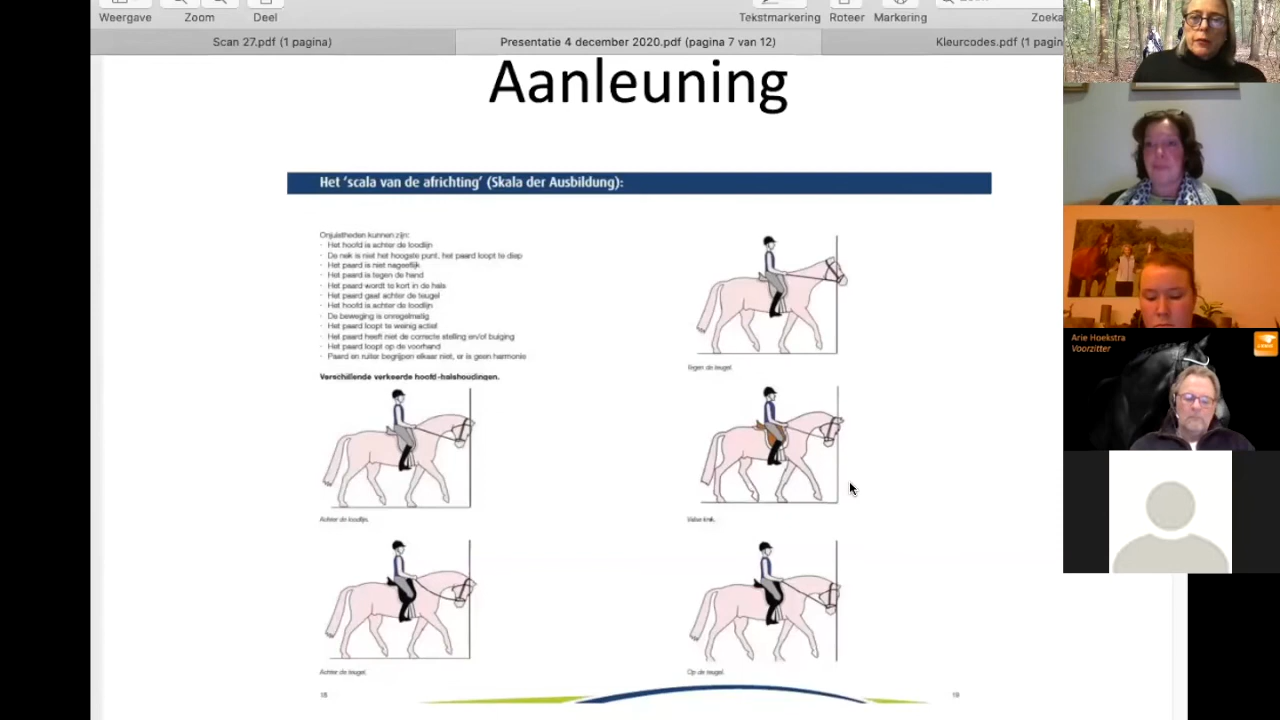 Weergave
Zoom
Deel
Tekstmarkering
Roteer
Markering
Zoeka
Scan 27.pdf (1 pagina)
Presentatie 4 december 2020.pdf (pagina 7 van 12)
Kleurcodes.pdf (1 pagin
Aanleuning
Het ‘scala van de africhting’ (Skala der Ausbildung):
Onjuistheden kunnen zijn:
· Het hoofd is achter de loodlijn
· De nek is niet het hoogste punt, het paard loopt te diep
· Het paard is niet nageeflijk
· Het paard is tegen de hand
· Het paard wordt te kort in de hals
· Het paard gaat achter de teugel
· Het hoofd is achter de loodlijn
· De beweging is onregelmatig
· Het paard loopt te weinig actief
· Het paard heeft niet de correcte stelling en/of buiging
· Het paard loopt op de voorhand
· Paard en ruiter begrijpen elkaar niet, er is geen harmonie
Verschillende verkeerde hoofd-halshoudingen.
Tegen de teugel
Achter de loodlijn.
Valse knik.
Achter de teugel.
Op de teugel.
18
19
Arie Hoekstra
Voorzitter